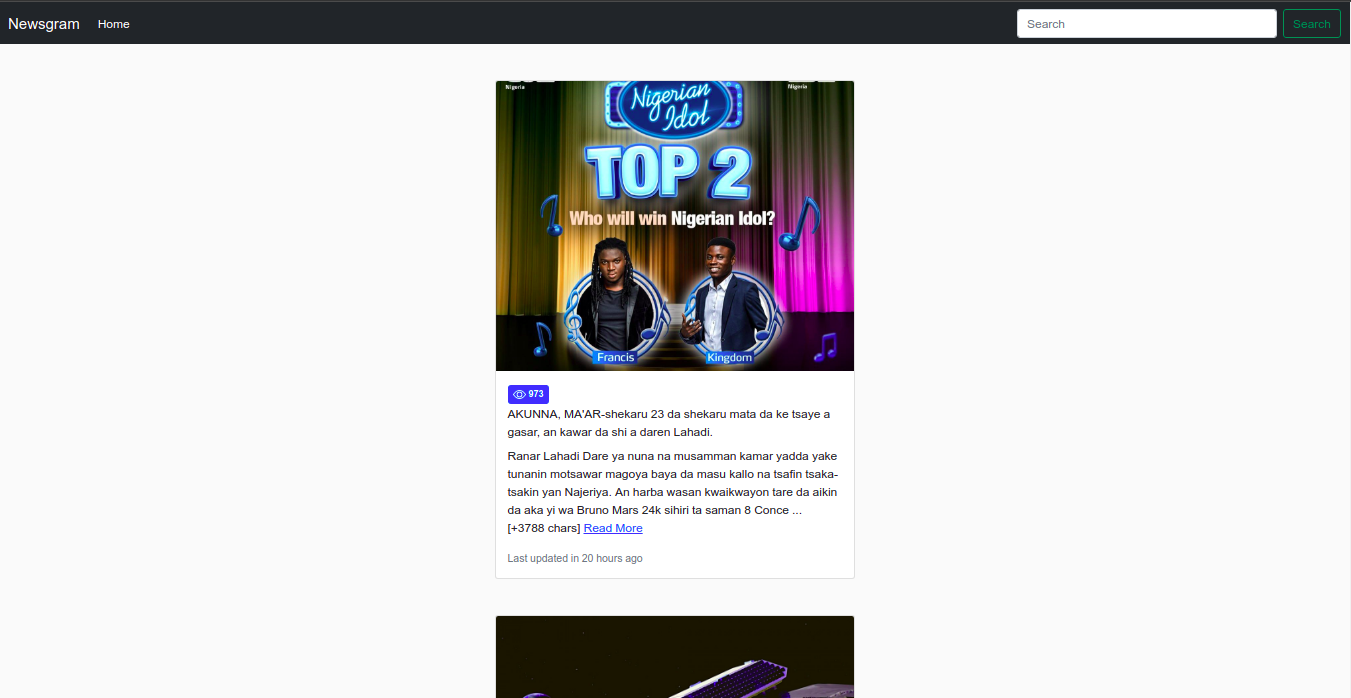 Newsgram Home Search Search
Nigeria Nigeria
Nigerian
Idol
TOP 2
Who will win Nigerian Idol?
Francis Kingdom
973
AKUNNA, MA'AR-shekaru 23 da shekaru mata da ke tsaye a
gasar, an kawar da shi a daren Lahadi.
Ranar Lahadi Dare ya nuna na musamman kamar yadda yake
tunanin motsawar magoya baya da masu kallo na tsafin tsaka-
tsakin yan Najeriya. An harba wasan kwaikwayon tare da aikin
da aka yi wa Bruno Mars 24k sihiri ta saman 8 Conce ...
[+3788 chars] Read More
Last updated in 20 hours ago